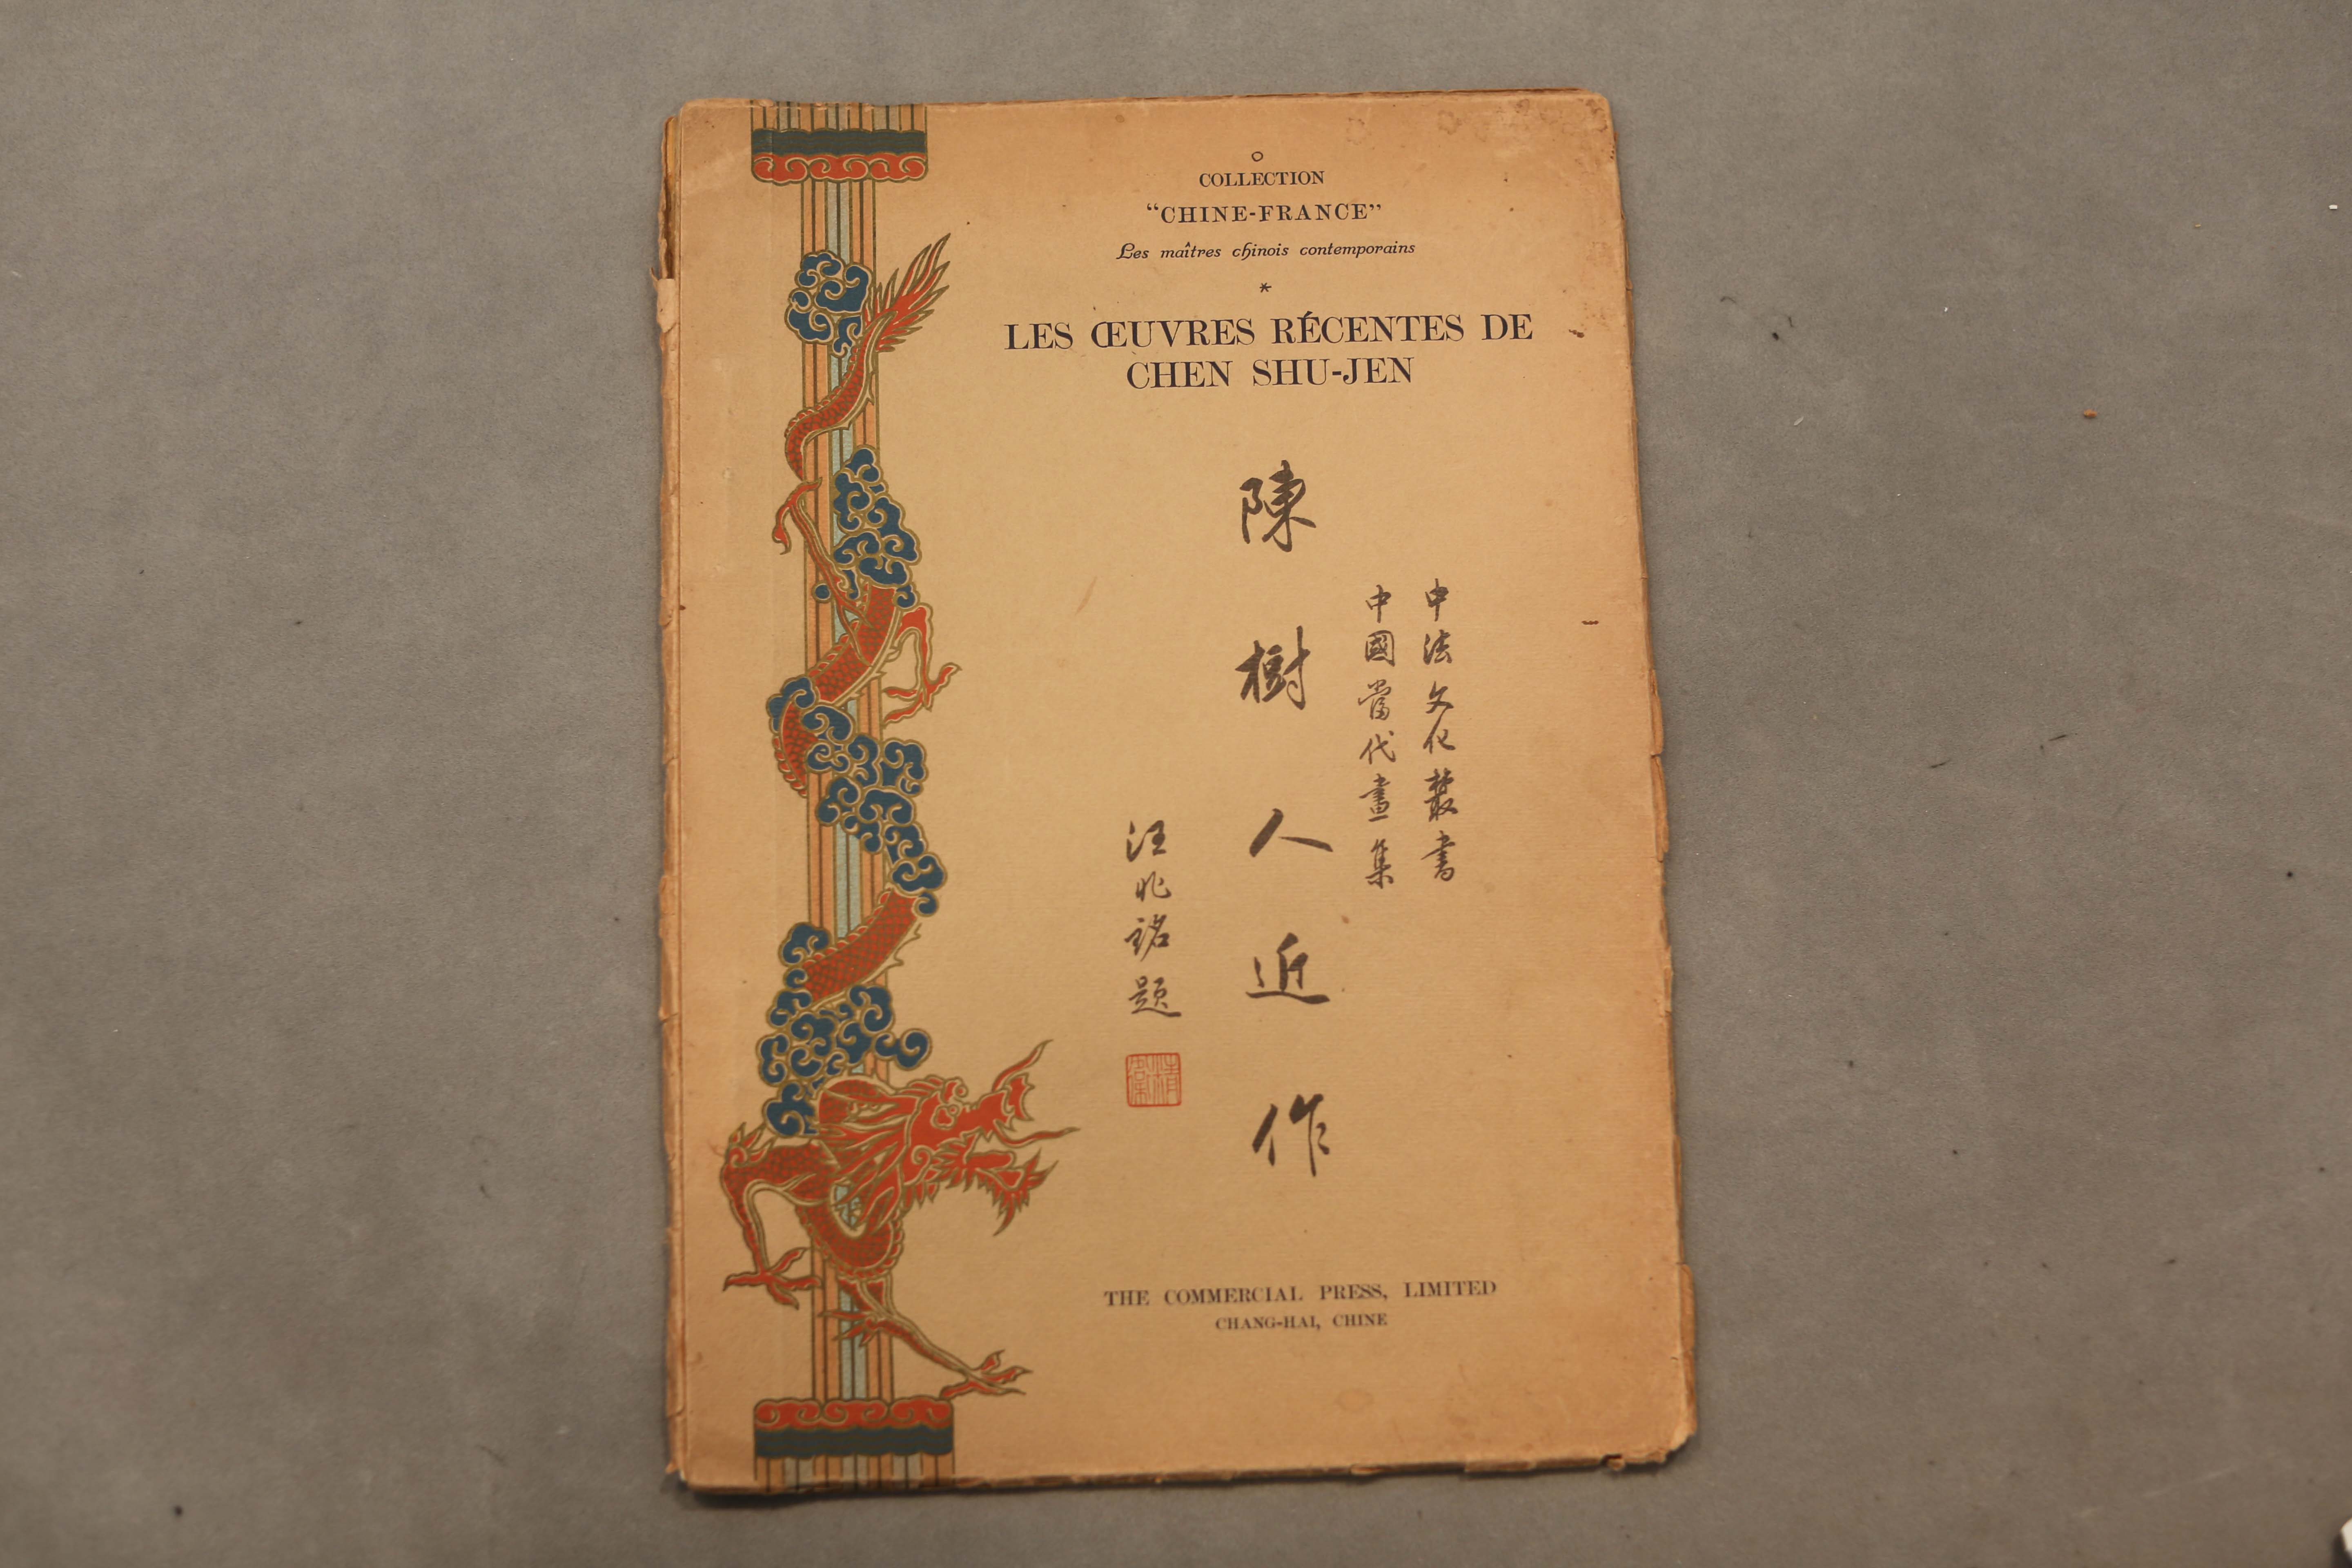 COLLECTION
“CHINE-FRANCE”
Les maîtres chinois contemporains
*
LES ŒUVRES RÉCENTES DE
CHEN SHU-JEN
中法文化叢書
中國當代畫集
陳樹人近作
汪兆銘題
精衛
THE COMMERCIAL PRESS, LIMITED
CHANG-HAI, CHINE